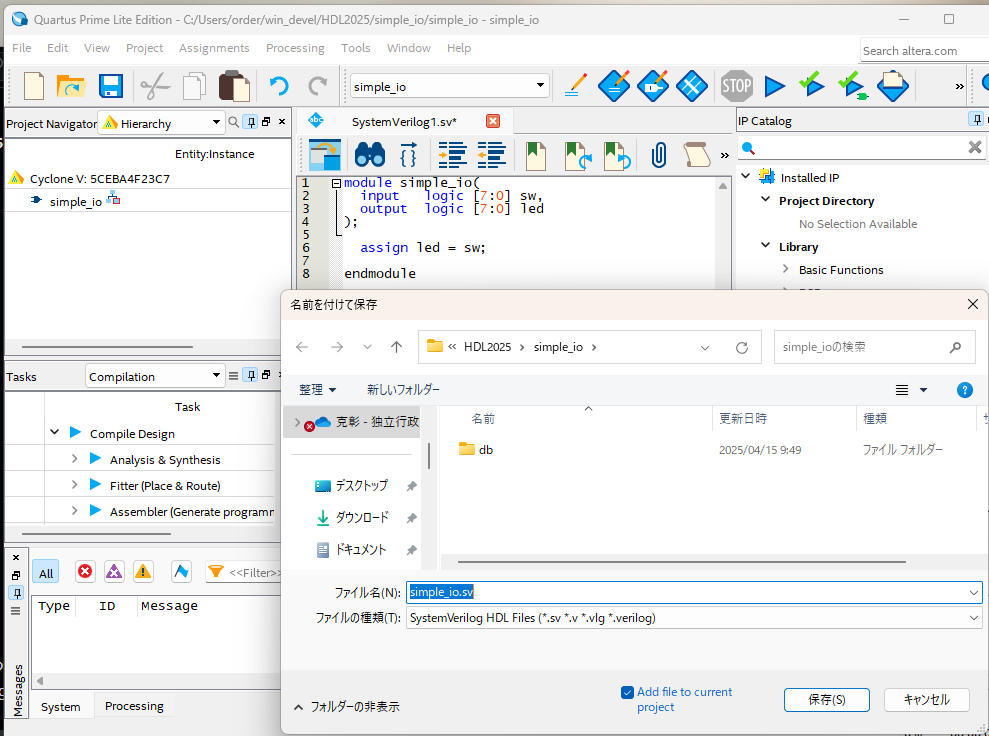 Quartus Prime Lite Edition - C:/Users/order/win_devel/HDL2025/simple_io/simple_io - simple_io
File Edit View Project Assignments Processing Tools Window Help
Search altera.com
simple_io
STOP
»
Project Navigator Hierarchy
Entity:Instance
Cyclone V: 5CEBA4F23C7
simple_io
abc SystemVerilog1.sv*
»
1 module simple_io(
2 input logic [7:0] sw,
3 output logic [7:0] led
4 );
5
6 assign led = sw;
7
8 endmodule
IP Catalog
Installed IP
Project Directory
No Selection Available
Library
Basic Functions
Tasks Compilation
Task
Compile Design
Analysis & Synthesis
Fitter (Place & Route)
Assembler (Generate programm
All <<Filter>>
Type ID Message
Messages
System Processing
名前を付けて保存
« HDL2025 › simple_io ›
simple_ioの検索
整理 新しいフォルダー
克彰 - 独立行政
デスクトップ
ダウンロード
ドキュメント
名前 更新日時 種類
db 2025/04/15 9:49 ファイル フォルダー
ファイル名(N): simple_io.sv
ファイルの種類(T): SystemVerilog HDL Files (*.sv *.v *.vlg *.verilog)
フォルダーの非表示
Add file to current
project
保存(S) キャンセル